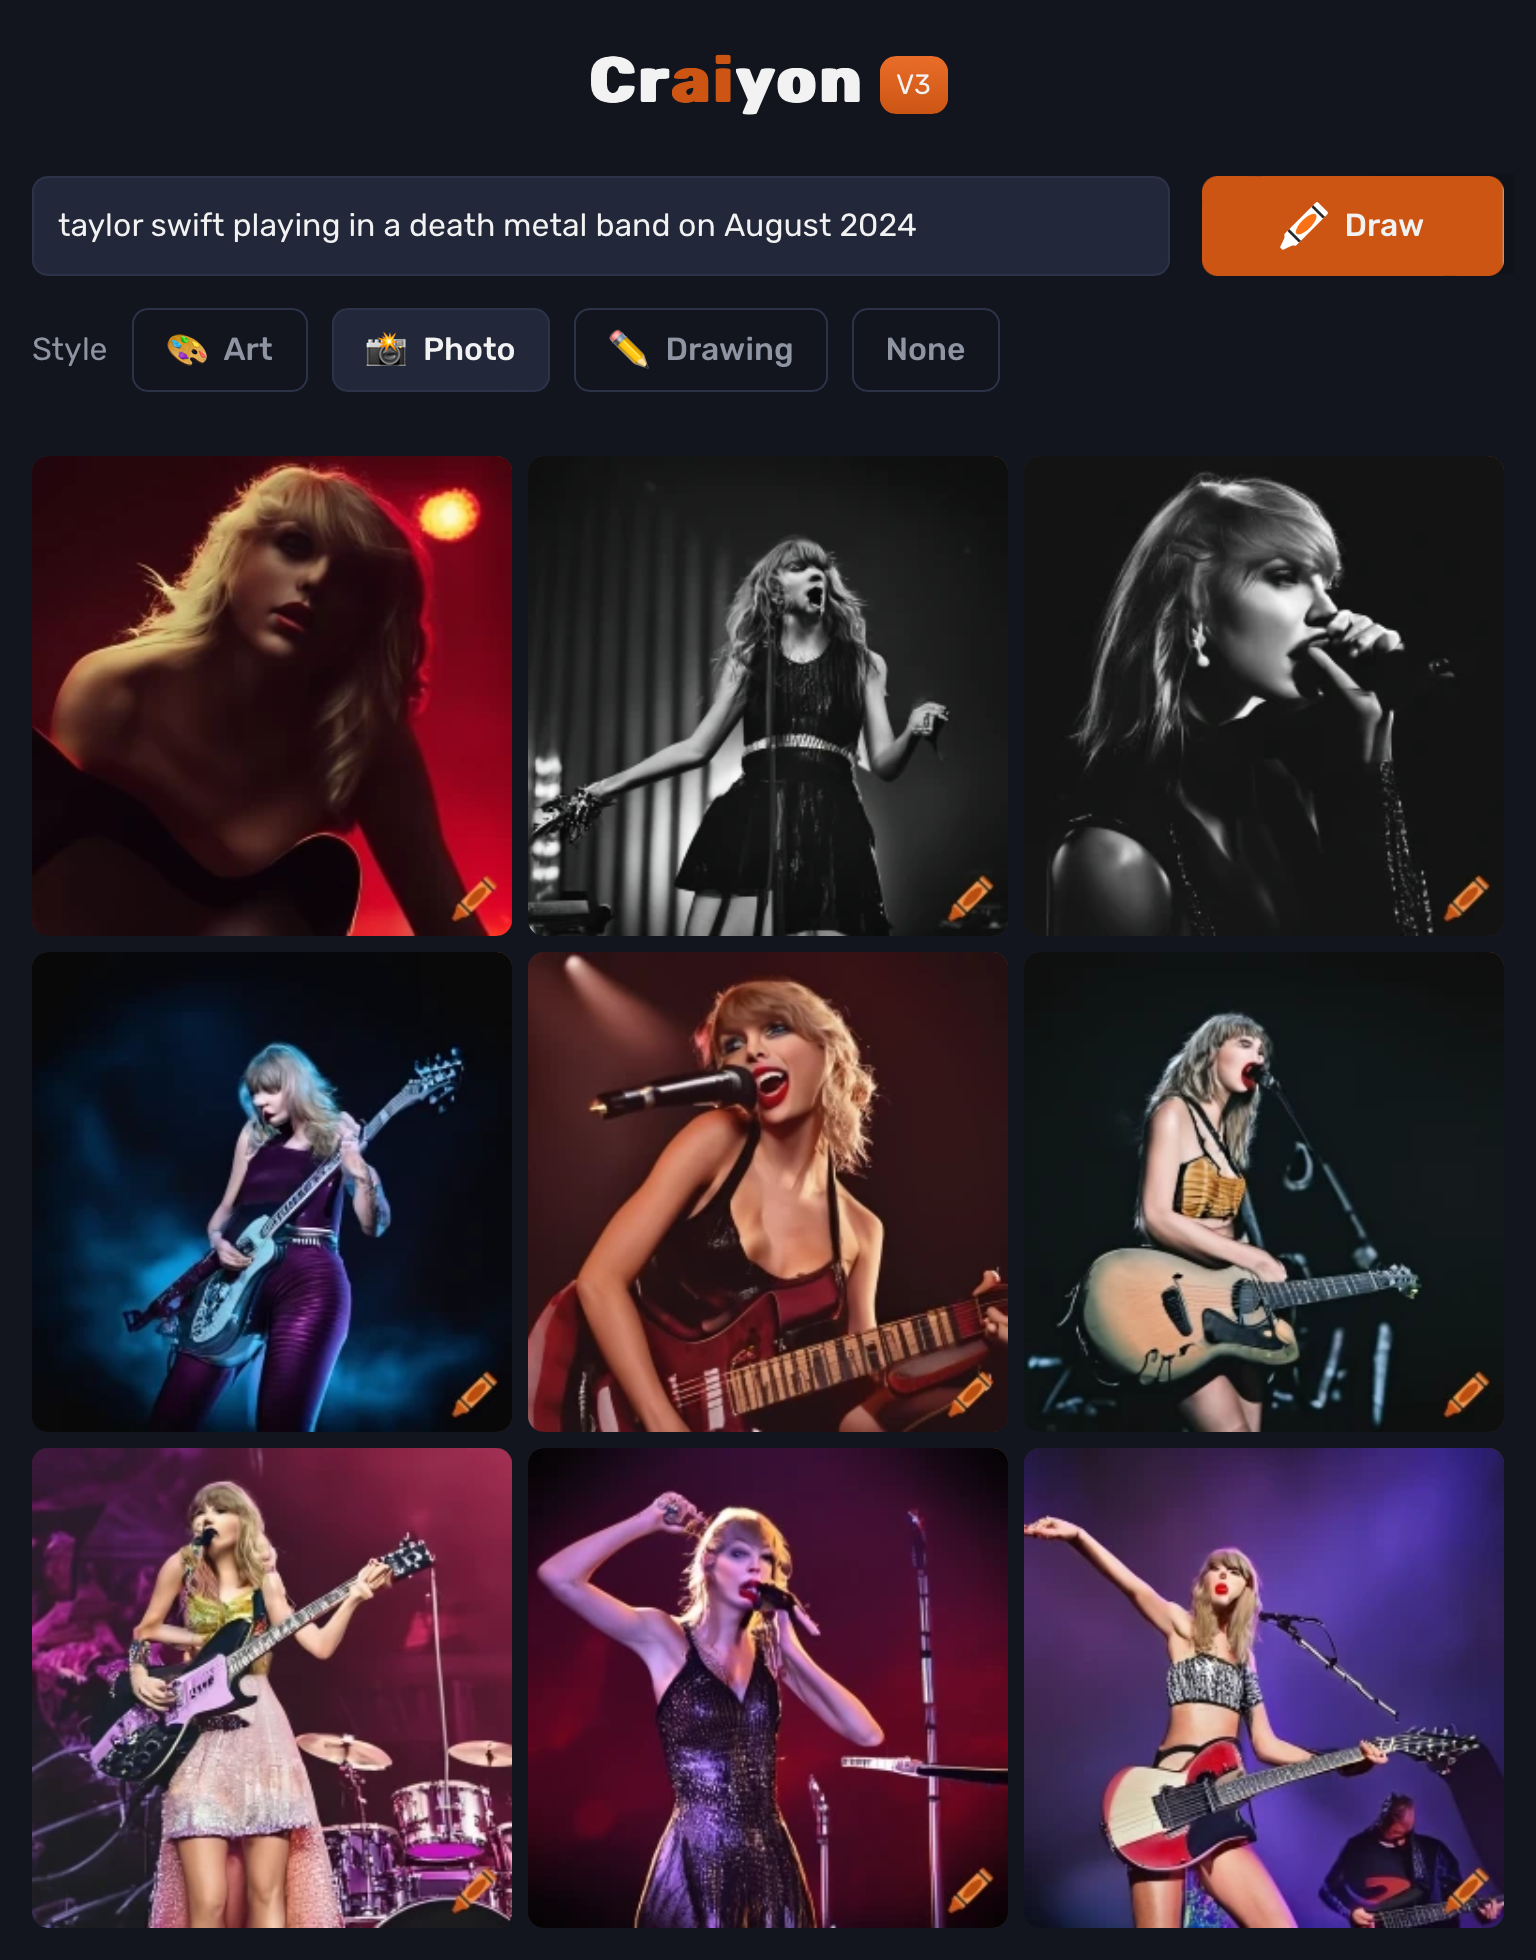 Craiyon V3
taylor swift playing in a death metal band on August 2024
Draw
Style Art Photo Drawing None